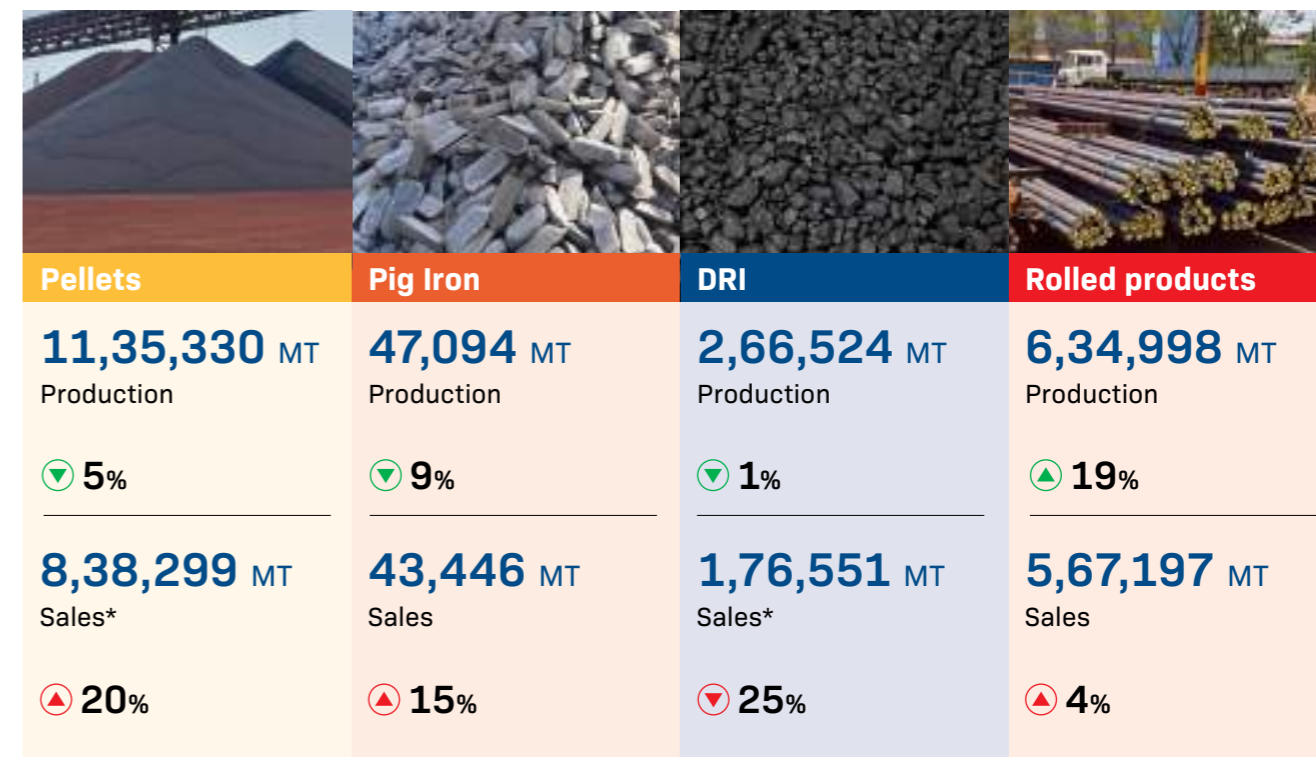 Pellets
11,35,330 MT
Production
5%
8,38,299 MT
Sales*
20%
Pig Iron
47,094 MT
Production
9%
43,446 MT
Sales
15%
DRI
2,66,524 MT
Production
1%
1,76,551 MT
Sales*
25%
Rolled products
6,34,998 MT
Production
19%
5,67,197 MT
Sales
4%